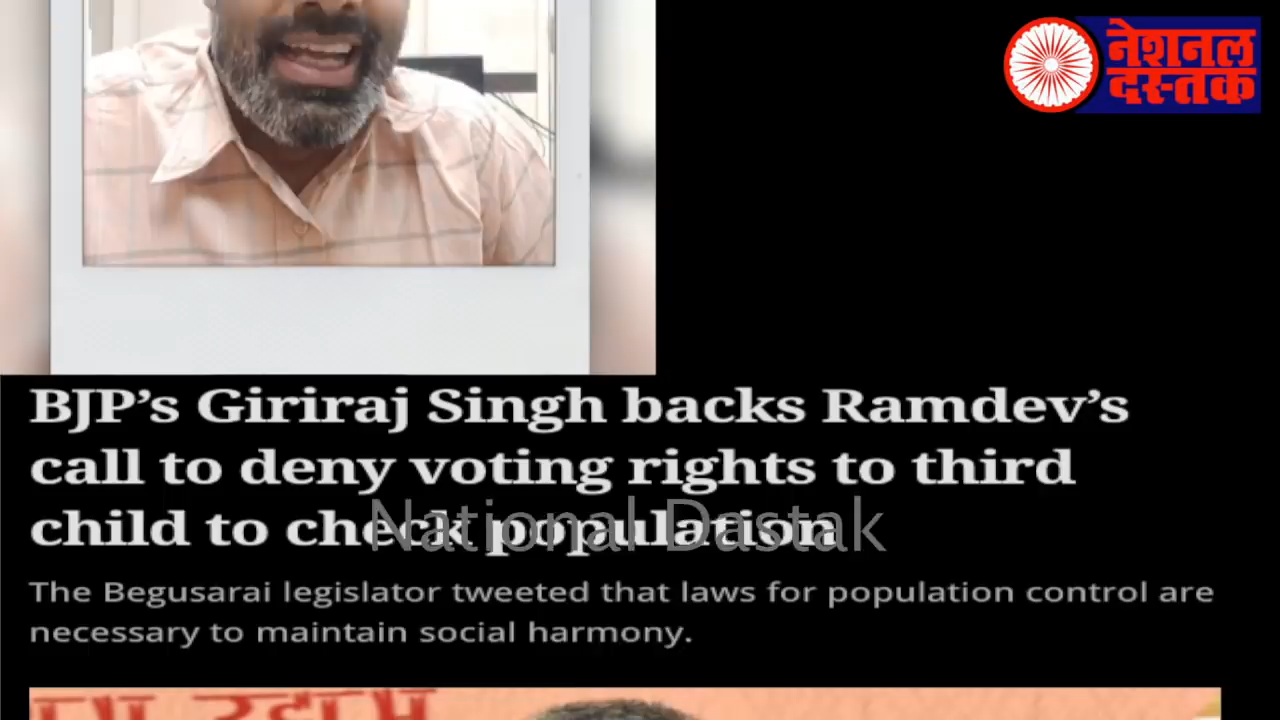 नेशनल
दस्तक
BJP’s Giriraj Singh backs Ramdev’s
call to deny voting rights to third
child to check population
National Dastak
The Begusarai legislator tweeted that laws for population control are
necessary to maintain social harmony.